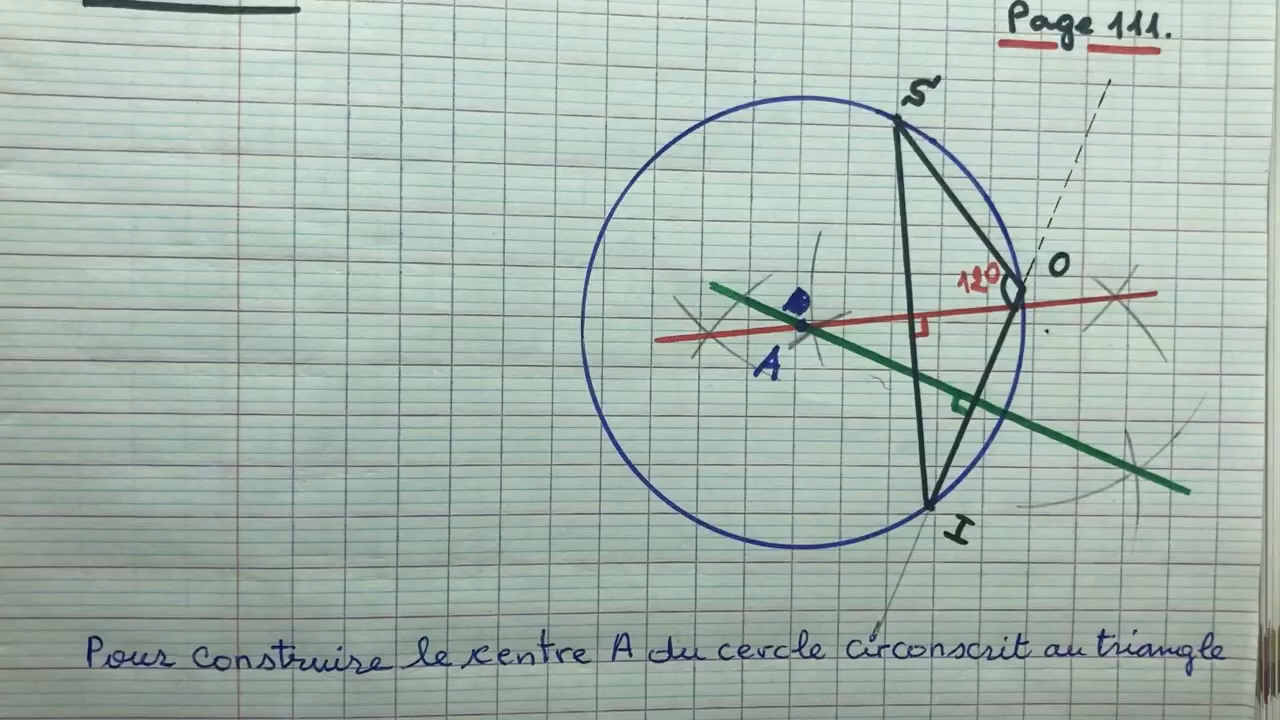 Page 111.
S
O
120
A
I
Pour construire le centre A du cercle circonscrit au triangle